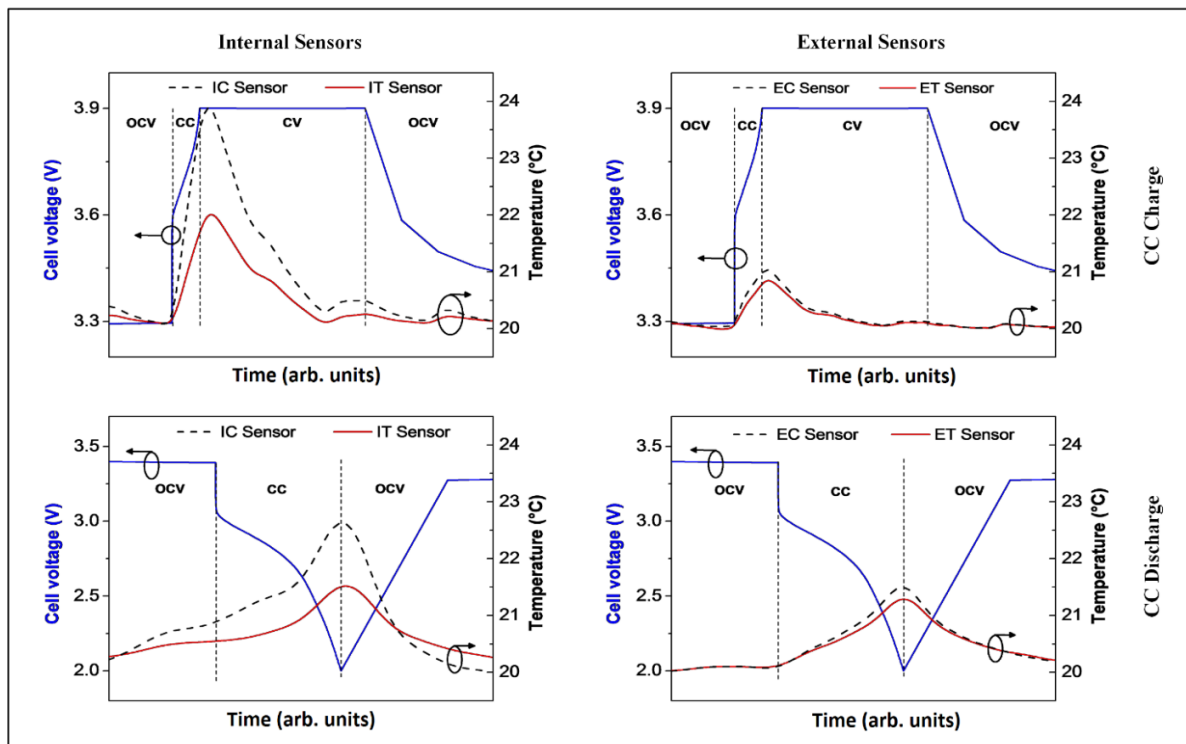 Internal Sensors
External Sensors
IC Sensor IT Sensor
3.9
3.6
3.3
OCV CC CV OCV
24
23
22
21
20
Cell voltage (V)
Temperature (°C)
Time (arb. units)
EC Sensor ET Sensor
3.9
3.6
3.3
OCV CC CV OCV
24
23
22
21
20
Cell voltage (V)
Temperature (°C)
Time (arb. units)
CC Charge
IC Sensor IT Sensor
3.5
3.0
2.5
2.0
OCV CC OCV
24
23
22
21
20
Cell voltage (V)
Temperature (°C)
Time (arb. units)
EC Sensor ET Sensor
3.5
3.0
2.5
2.0
OCV CC OCV
24
23
22
21
20
Cell voltage (V)
Temperature (°C)
Time (arb. units)
CC Discharge